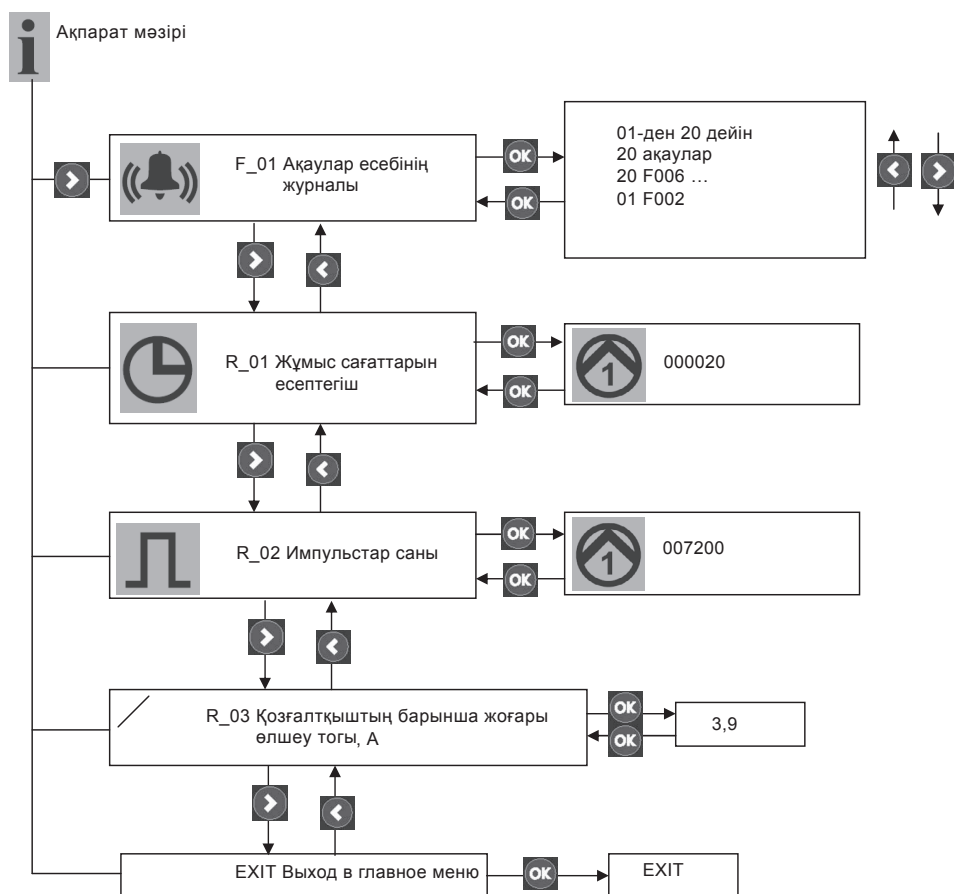 Ақпарат мәзірі
F_01 Ақаулар есебінің
журналы
OK
OK
01-ден 20 дейін
20 ақаулар
20 F006 ...
01 F002
R_01 Жұмыс сағаттарын
есептегіш
OK
OK
1
000020
R_02 Импульстар саны
OK
OK
1
007200
R_03 Қозғалтқыштың барынша жоғары
өлшеу тогы, А
OK
OK
3,9
EXIT Выход в главное меню
OK
EXIT